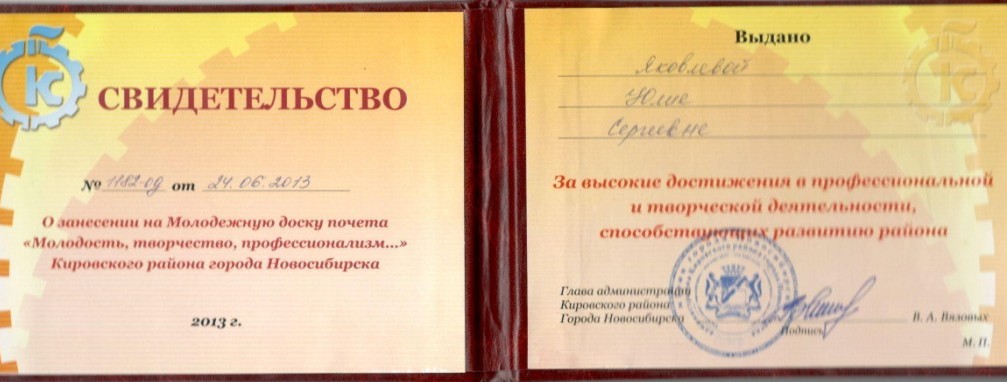 КС
СВИДЕТЕЛЬСТВО
№ 1182-од от 24.06.2013
О занесении на Молодежную доску почета
«Молодость, творчество, профессионализм...»
Кировского района города Новосибирска
2013 г.
Выдано
Яковлевой
Юлие
Сергевне
За высокие достижения в профессиональной
и творческой деятельности,
способствующих развитию района
Глава администрации
Кировского района
Города Новосибирска
В. А. Вязовых
Подпись
М. П.